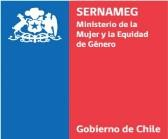 SERNAMEG
Ministerio de la
Mujer y la Equidad
de Género
Gobierno de Chile